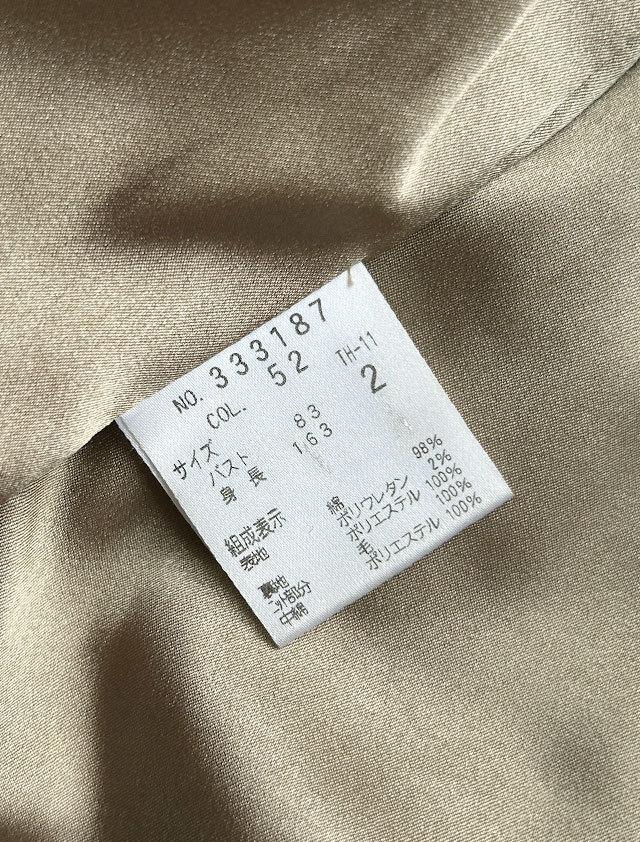 NO. 333187
COL. 52 TH-11
サイズ 2
バスト 83
身長 163
組成表示
表地 綿 98%
ポリウレタン 2%
裏地 ポリエステル 100%
ニット部分 毛 100%
中綿 ポリエステル 100%